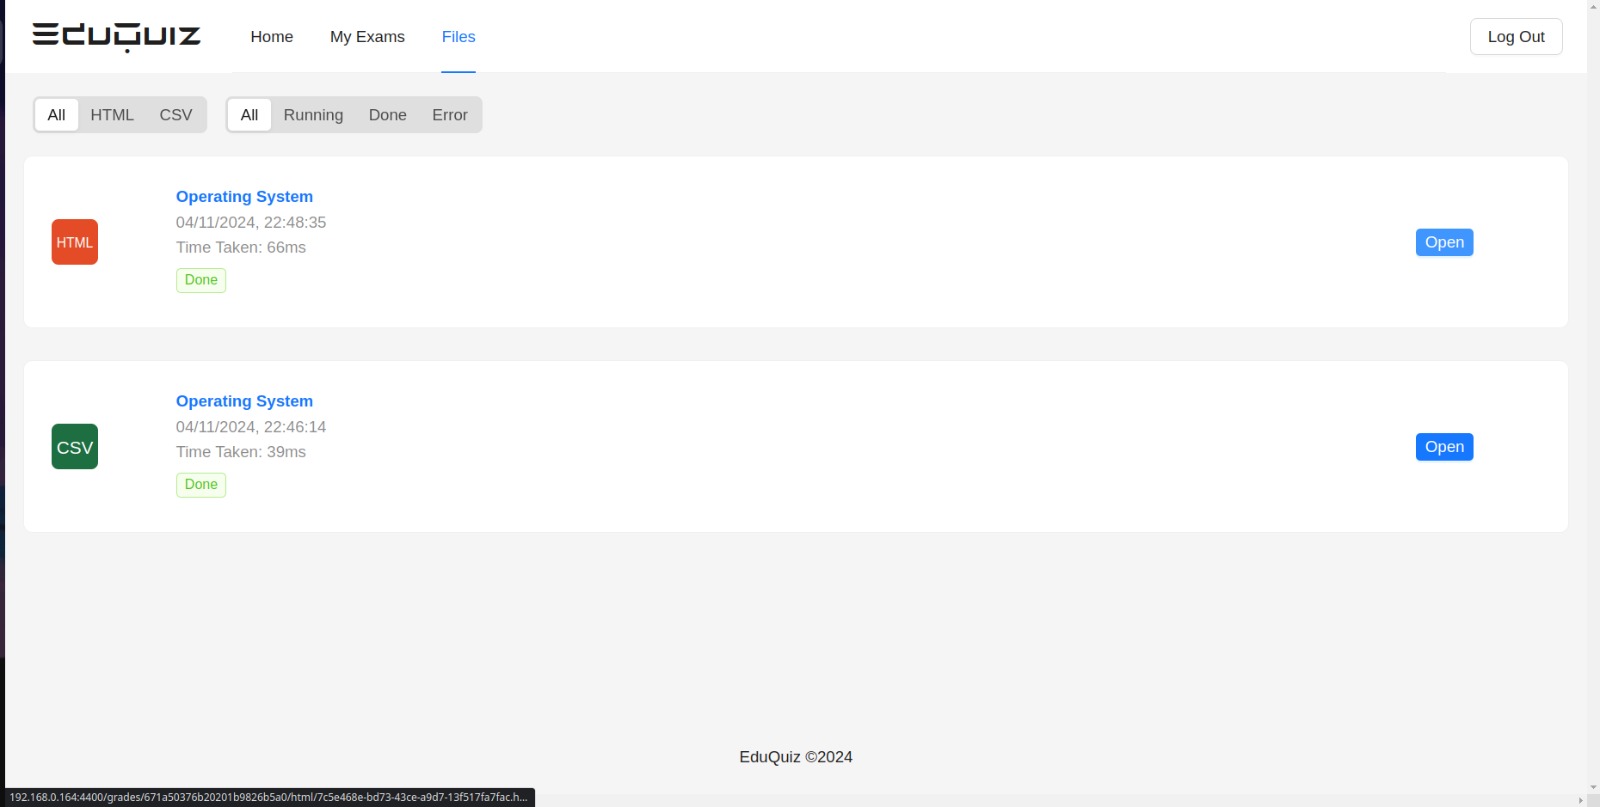 EduQuiz Home My Exams Files Log Out
All HTML CSV All Running Done Error
Operating System
04/11/2024, 22:48:35
HTML
Time Taken: 66ms
Open
Done
Operating System
04/11/2024, 22:46:14
CSV
Time Taken: 39ms
Open
Done
EduQuiz ©2024
192.168.0.164:4400/grades/671a50376b20201b9826b5a0/html/7c5e468e-bd73-43ce-a9d7-13f517fa7fac.h...